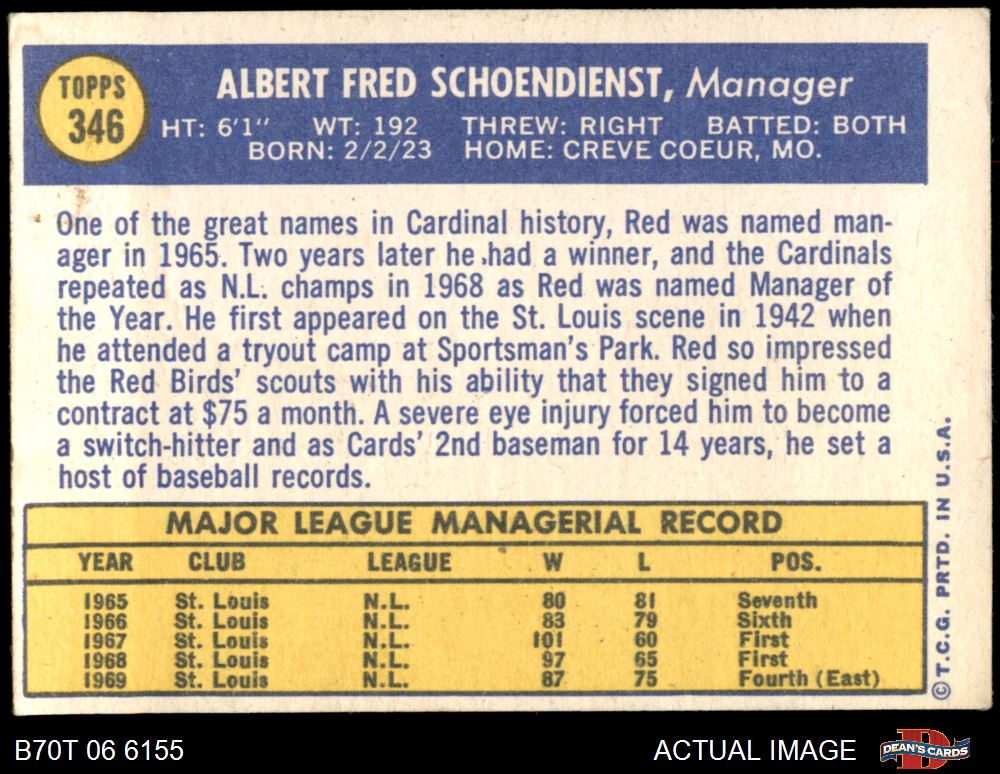 TOPPS
346
ALBERT FRED SCHOENDIENST, Manager
HT: 6'1" WT: 192 THREW: RIGHT BATTED: BOTH
BORN: 2/2/23 HOME: CREVE COEUR, MO.
One of the great names in Cardinal history, Red was named man-
ager in 1965. Two years later he had a winner, and the Cardinals
repeated as N.L. champs in 1968 as Red was named Manager of
the Year. He first appeared on the St. Louis scene in 1942 when
he attended a tryout camp at Sportsman's Park. Red so impressed
the Red Birds' scouts with his ability that they signed him to a
contract at $75 a month. A severe eye injury forced him to become
a switch-hitter and as Cards' 2nd baseman for 14 years, he set a
host of baseball records.
MAJOR LEAGUE MANAGERIAL RECORD
YEAR CLUB LEAGUE W L POS.
1965 St. Louis N.L. 80 81 Seventh
1966 St. Louis N.L. 83 79 Sixth
1967 St. Louis N.L. 101 60 First
1968 St. Louis N.L. 97 65 First
1969 St. Louis N.L. 87 75 Fourth (East)
© T.C.G. PRTD. IN U.S.A.
B70T 06 6155
ACTUAL IMAGE
D
DEAN'S CARDS